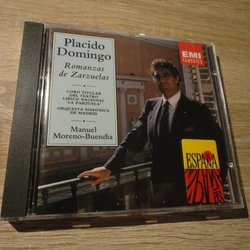 Placido
Domingo
Romanzas
de Zarzuelas
CORO TITULAR
DEL TEATRO
LIRICO NACIONAL
"LA ZARZUELA"
ORQUESTA SINFONICA
DE MADRID
Manuel
Moreno-Buendia
EMI
CLASSICS
ESPAÑA